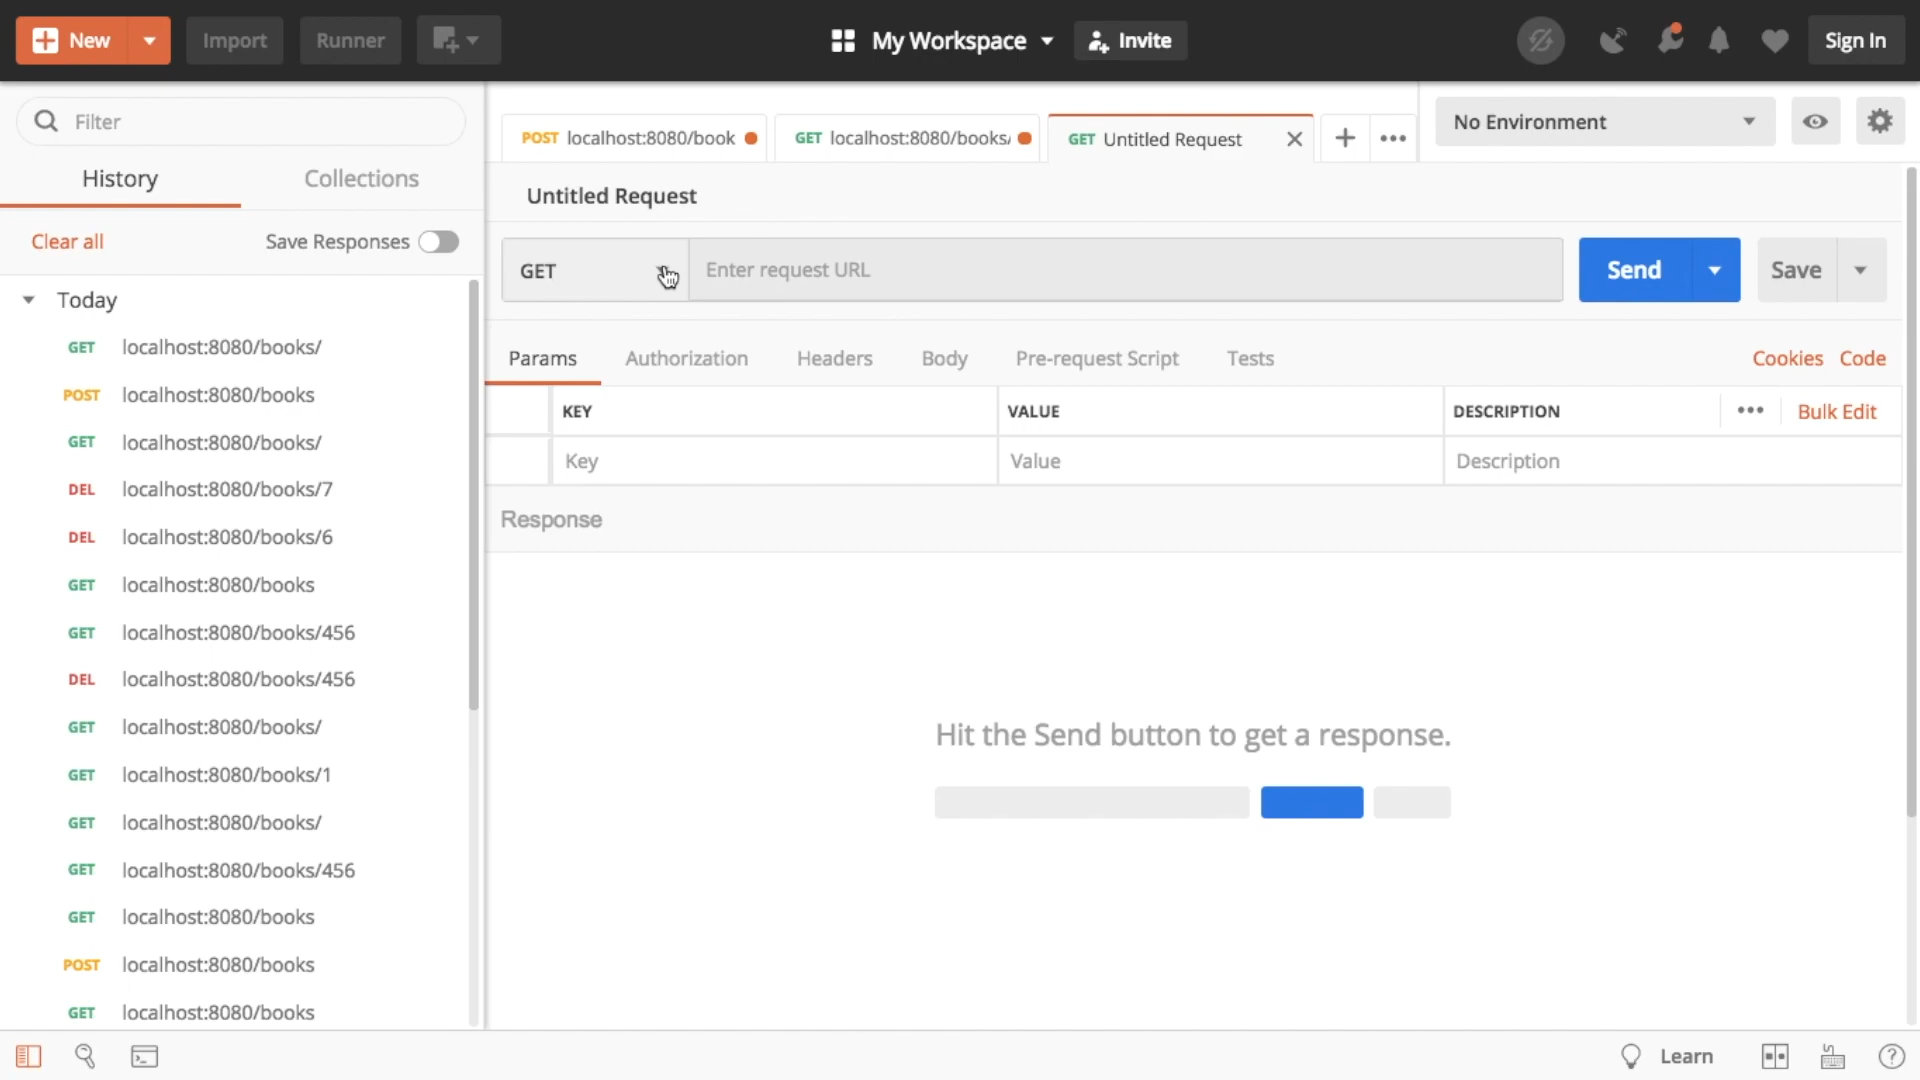 New
Import
Runner
My Workspace
Invite
Sign In
Filter
History
Collections
Clear all
Save Responses
Today
GET localhost:8080/books/
POST localhost:8080/books
GET localhost:8080/books/
DEL localhost:8080/books/7
DEL localhost:8080/books/6
GET localhost:8080/books
GET localhost:8080/books/456
DEL localhost:8080/books/456
GET localhost:8080/books/
GET localhost:8080/books/1
GET localhost:8080/books/
GET localhost:8080/books/456
GET localhost:8080/books
POST localhost:8080/books
GET localhost:8080/books
POST localhost:8080/book
GET localhost:8080/books/
GET Untitled Request
No Environment
Untitled Request
GET
Enter request URL
Send
Save
Params
Authorization
Headers
Body
Pre-request Script
Tests
Cookies
Code
KEY
VALUE
DESCRIPTION
Bulk Edit
Key
Value
Description
Response
Hit the Send button to get a response.
Learn